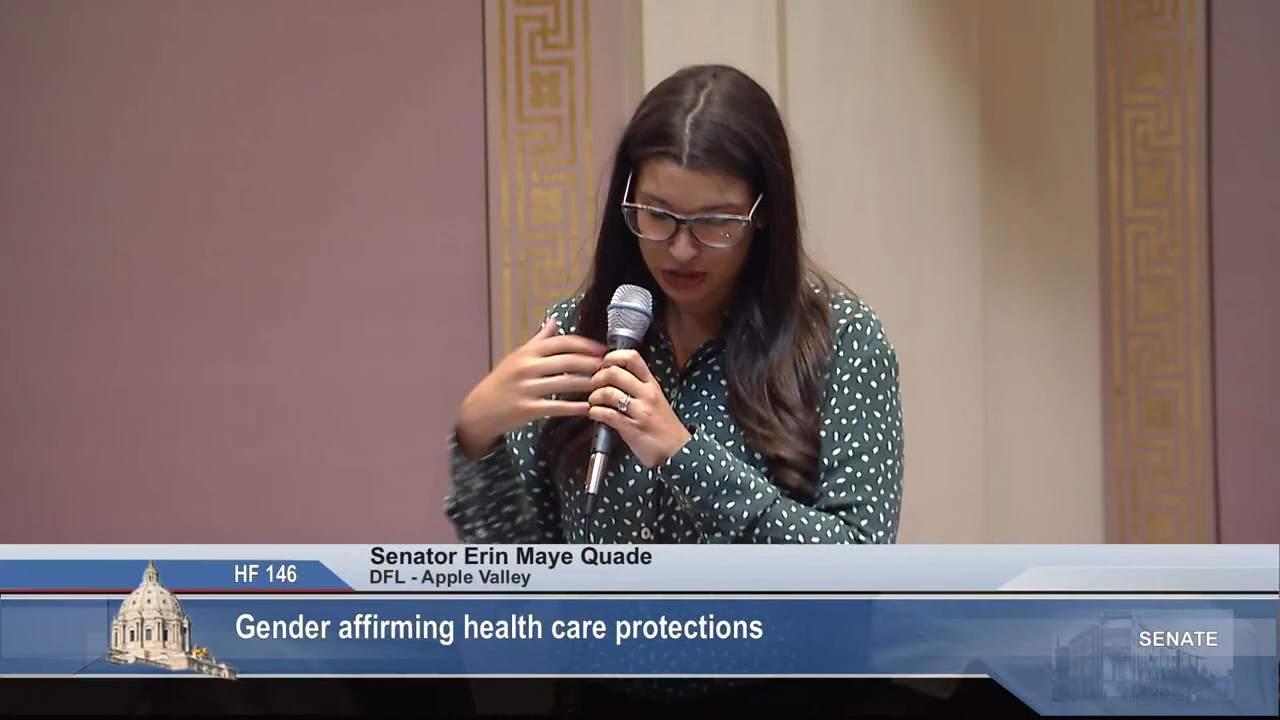 Senator Erin Maye Quade
HF 146
DFL - Apple Valley
Gender affirming health care protections
SENATE